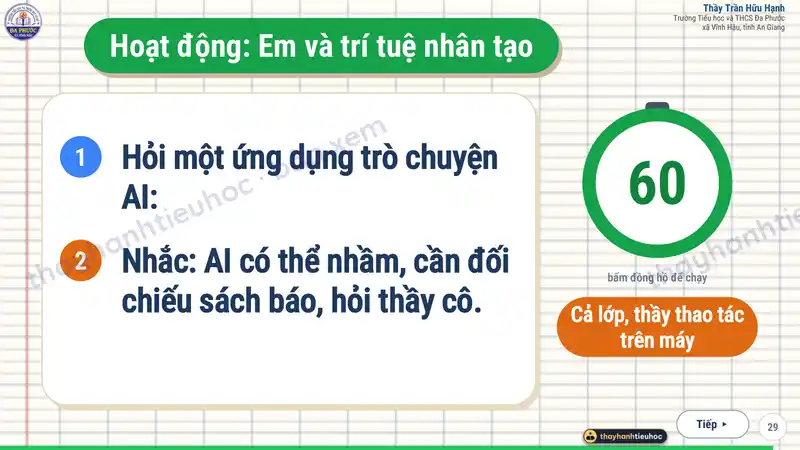 Thầy Trần Hữu Hạnh
Trường Tiểu học và THCS Đa Phước
xã Vĩnh Hậu, tỉnh An Giang
ĐA PHƯỚC
Hoạt động: Em và trí tuệ nhân tạo
1
Hỏi một ứng dụng trò chuyện
AI:
2
Nhắc: AI có thể nhầm, cần đối
chiếu sách báo, hỏi thầy cô.
60
bấm đồng hồ để chạy
Cả lớp, thầy thao tác
trên máy
thayhanhtieuhoc
Tiếp ▸
29